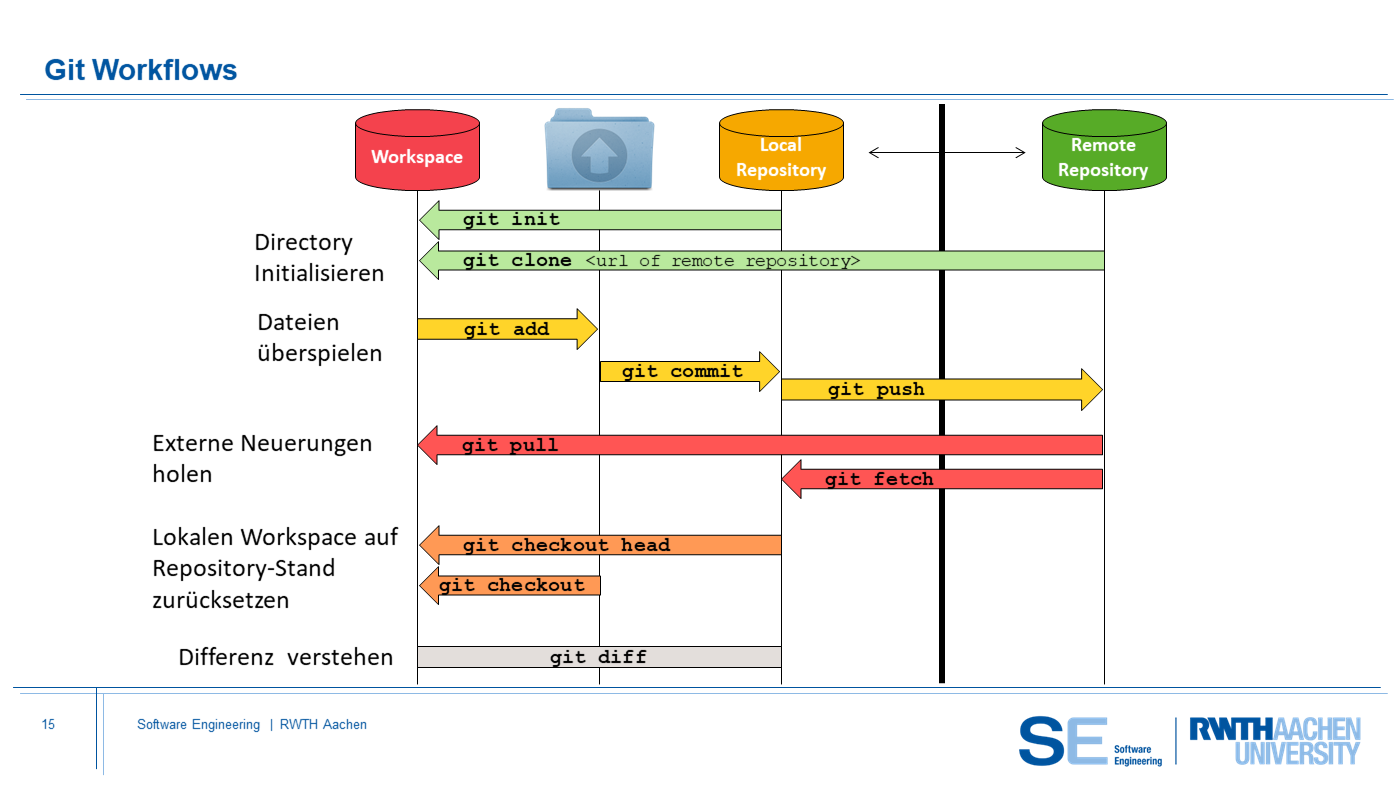 Git Workflows
Workspace
Local
Repository
Remote
Repository
git init
Directory
Initialisieren
git clone <url of remote repository>
Dateien
überspielen
git add
git commit
git push
Externe Neuerungen
holen
git pull
git fetch
Lokalen Workspace auf
Repository-Stand
zurücksetzen
git checkout head
git checkout
Differenz verstehen
git diff
15
Software Engineering | RWTH Aachen
SE Software
Engineering
RWTHAACHEN
UNIVERSITY